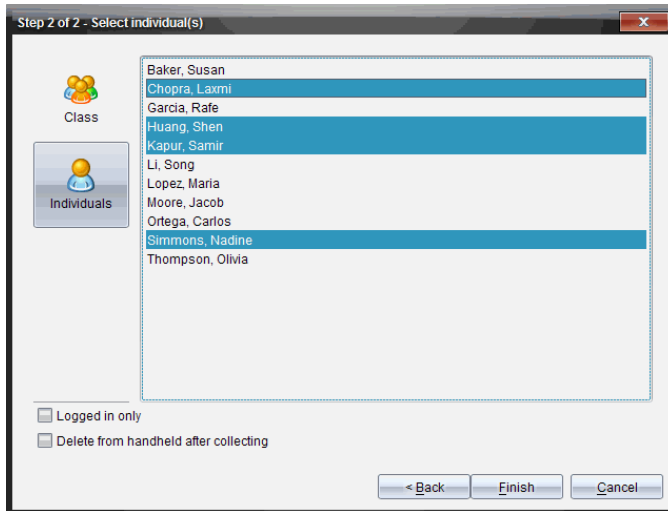 Step 2 of 2 - Select individual(s)
Class
Individuals
Baker, Susan
Chopra, Laxmi
Garcia, Rafe
Huang, Shen
Kapur, Samir
Li, Song
Lopez, Maria
Moore, Jacob
Ortega, Carlos
Simmons, Nadine
Thompson, Olivia
Logged in only
Delete from handheld after collecting
< Back
Finish
Cancel